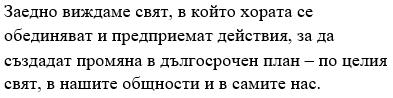 Заедно виждаме свят, в който хората се
обединяват и предприемат действия, за да
създадат промяна в дългосрочен план – по целия
свят, в нашите общности и в самите нас.